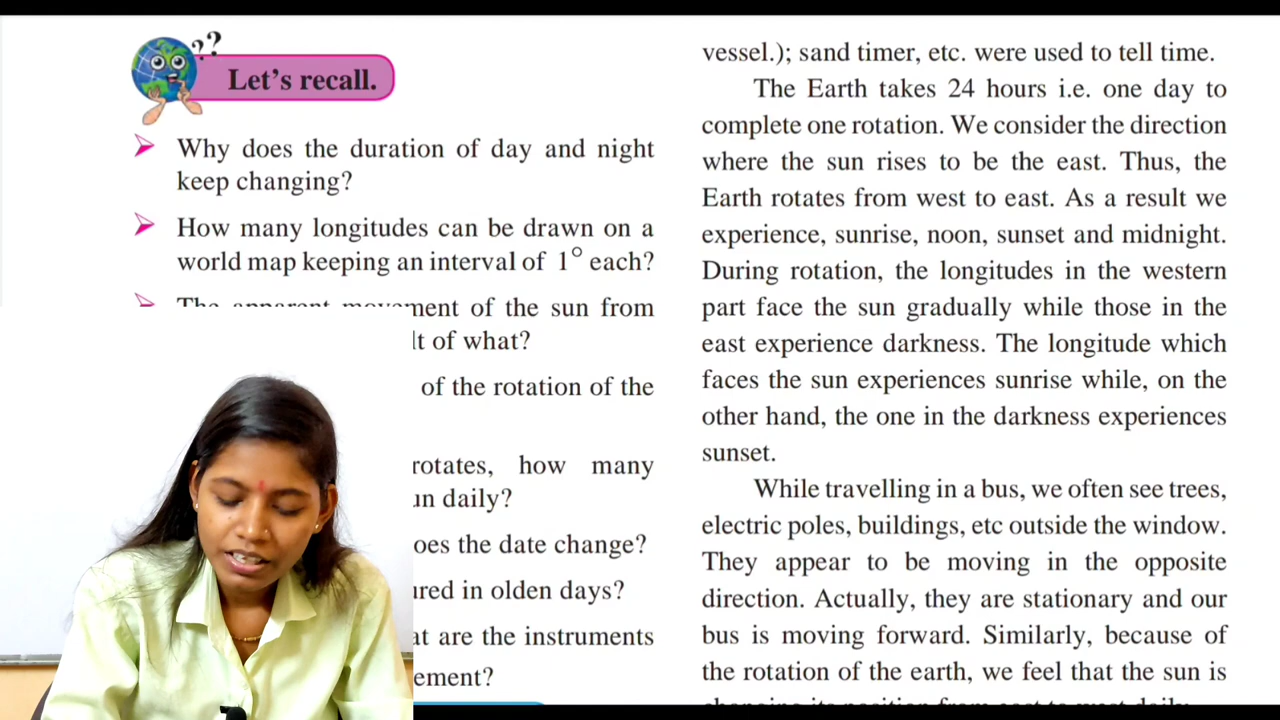 ??
Let's recall.
Why does the duration of day and night
keep changing?
How many longitudes can be drawn on a
world map keeping an interval of 1° each?
The apparent movement of the sun from
of what?
of the rotation of the
rotates, how many
daily?
the date change?
in olden days?
are the instruments
vessel.); sand timer, etc. were used to tell time.
The Earth takes 24 hours i.e. one day to
complete one rotation. We consider the direction
where the sun rises to be the east. Thus, the
Earth rotates from west to east. As a result we
experience, sunrise, noon, sunset and midnight.
During rotation, the longitudes in the western
part face the sun gradually while those in the
east experience darkness. The longitude which
faces the sun experiences sunrise while, on the
other hand, the one in the darkness experiences
sunset.
While travelling in a bus, we often see trees,
electric poles, buildings, etc outside the window.
They appear to be moving in the opposite
direction. Actually, they are stationary and our
bus is moving forward. Similarly, because of
the rotation of the earth, we feel that the sun is
changing its position from east to west daily.